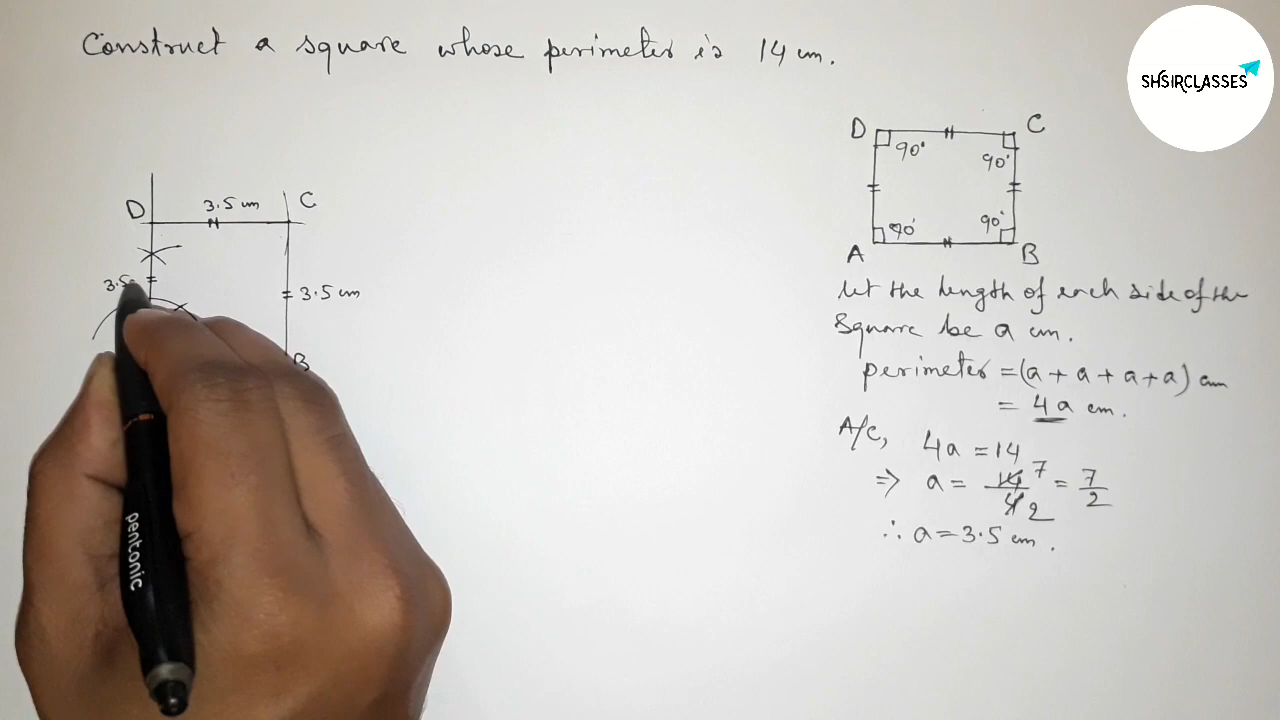 Construct a square whose perimeter is 14 cm.
SHSIRCLASSES
D C
90° 90°
90° 90°
A B
D 3.5 cm C
3.5 cm
B
let the length of each side of the
square be a cm.
perimeter = (a + a + a + a) cm
= 4a cm.
A/c, 4a = 14
⇒ a = 14/4 7 2 = 7/2
∴ a = 3.5 cm.
pentonic